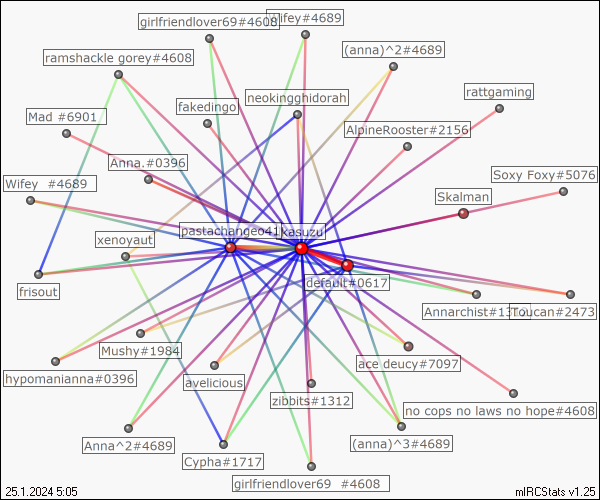 girlfriendlover69#4608
Wifey#4689
(anna)^2#4689
ramshackle gorey#4608
rattgaming
fakedingo
neokingghidorah
Mad #6901
AlpineRooster#2156
Anna.#0396
Soxy Foxy#5076
Wifey #4689
Skalman
pastachange041
kasuzu
xenoyaut
default#0617
frisout
Annarchist#1312
Toucan#2473
Mushy#1984
ace deucy#7097
hypomanianna#0396
avelicious
zibbits#1312
no cops no laws no hope#4608
Anna^2#4689
(anna)^3#4689
Cypha#1717
girlfriendlover69 #4608
25.1.2024 5:05
mIRCStats v1.25